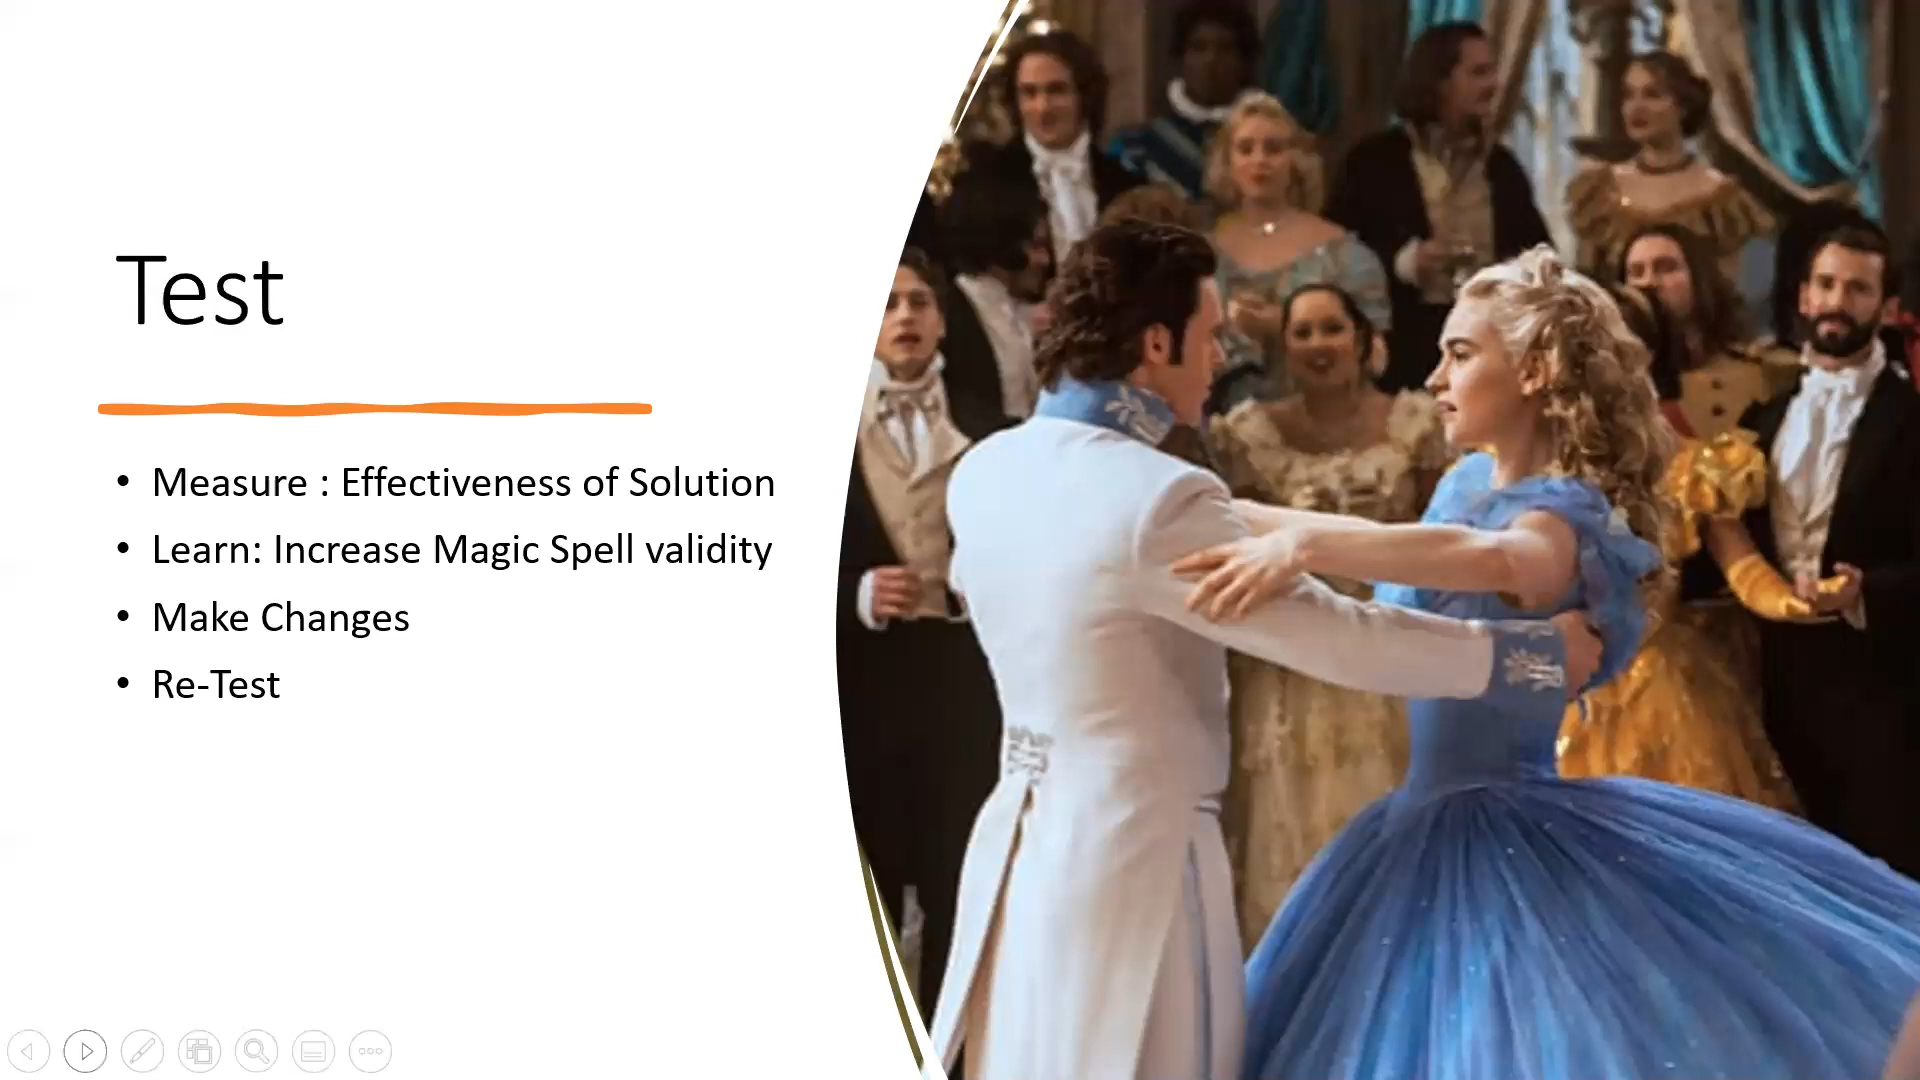 Test
• Measure : Effectiveness of Solution
• Learn: Increase Magic Spell validity
• Make Changes
• Re-Test